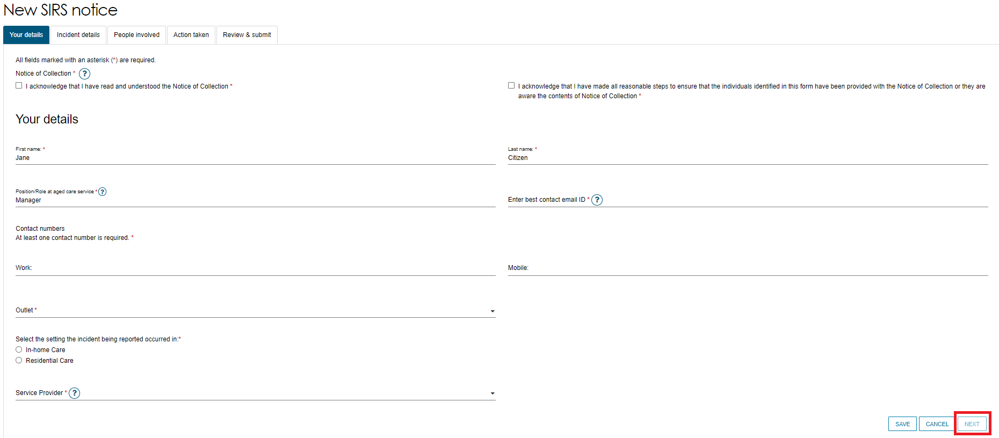 New SIRS notice
Your details
Incident details
People involved
Action taken
Review & submit
All fields marked with an asterisk (*) are required.
Notice of Collection * ?
I acknowledge that I have read and understood the Notice of Collection *
I acknowledge that I have made all reasonable steps to ensure that the individuals identified in this form have been provided with the Notice of Collection or they are
aware the contents of Notice of Collection *
Your details
First name: *
Jane
Last name: *
Citizen
Position/Role at aged care service * ?
Manager
Enter best contact email ID * ?
Contact numbers
At least one contact number is required. *
Work:
Mobile:
Outlet *
Select the setting the incident being reported occurred in:*
In-home Care
Residential Care
Service Provider * ?
SAVE
CANCEL
NEXT